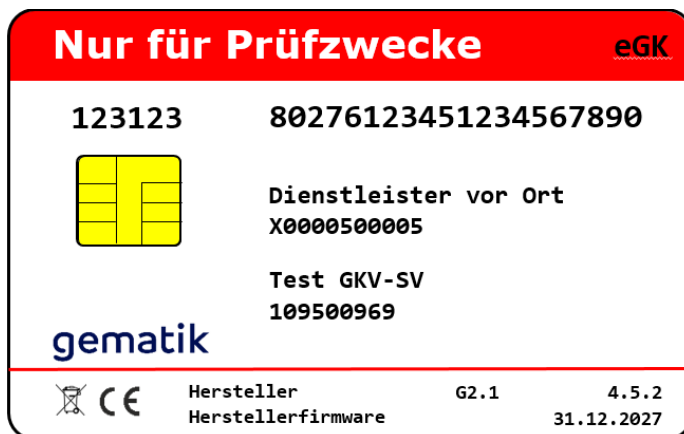 Nur für Prüfzwecke eGK
123123 80276123451234567890
Dienstleister vor Ort
X0000500005
Test GKV-SV
109500969
gematik
Hersteller G2.1 4.5.2
Herstellerfirmware 31.12.2027